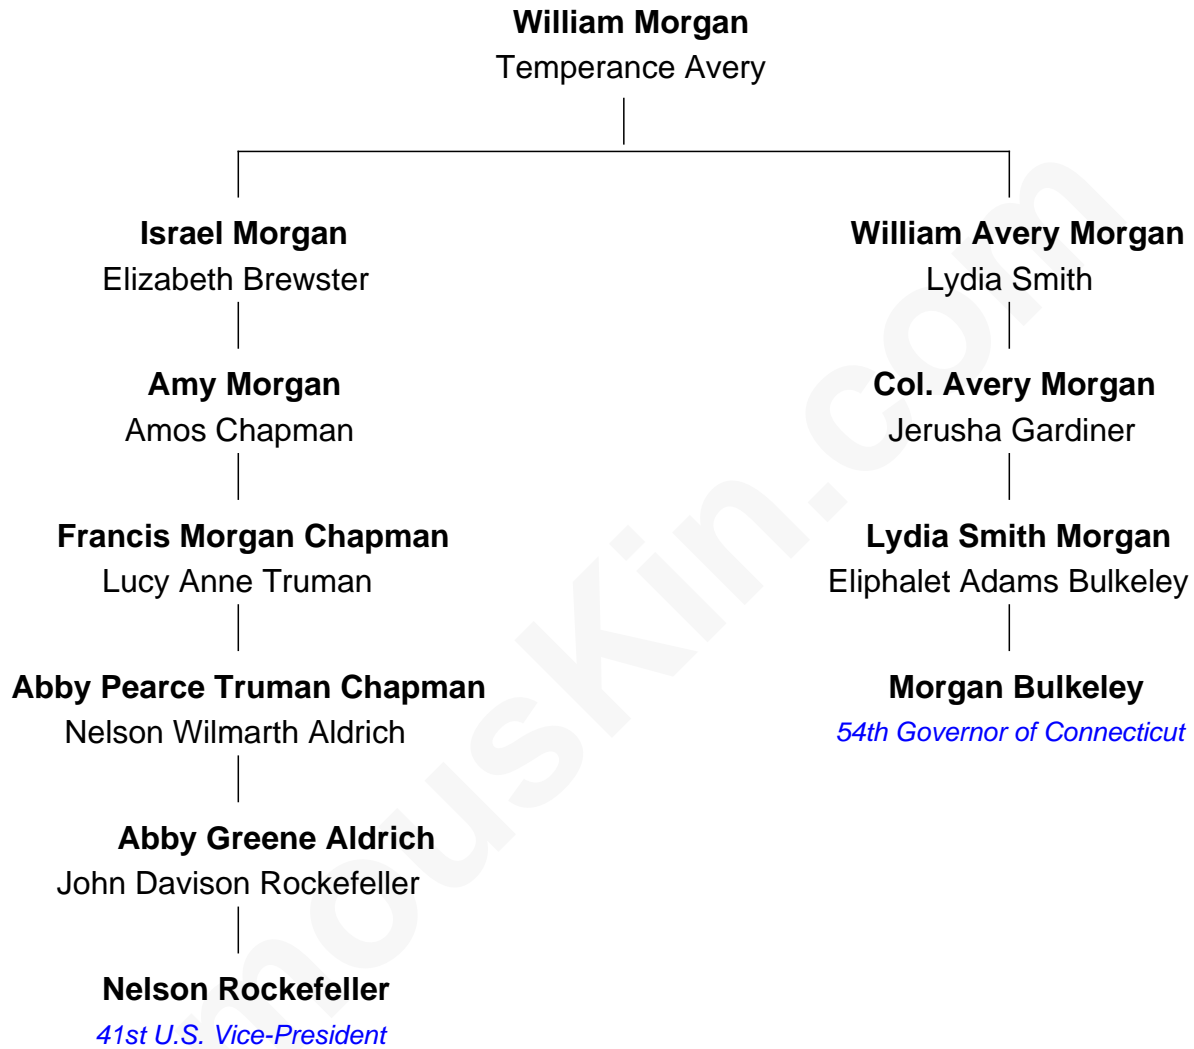 William Morgan
Temperance Avery
Israel Morgan
Elizabeth Brewster
William Avery Morgan
Lydia Smith
Amy Morgan
Amos Chapman
Col. Avery Morgan
Jerusha Gardiner
Francis Morgan Chapman
Lucy Anne Truman
Lydia Smith Morgan
Eliphalet Adams Bulkeley
Abby Pearce Truman Chapman
Nelson Wilmarth Aldrich
Morgan Bulkeley
54th Governor of Connecticut
Abby Greene Aldrich
John Davison Rockefeller
Nelson Rockefeller
41st U.S. Vice-President
mouskin.com